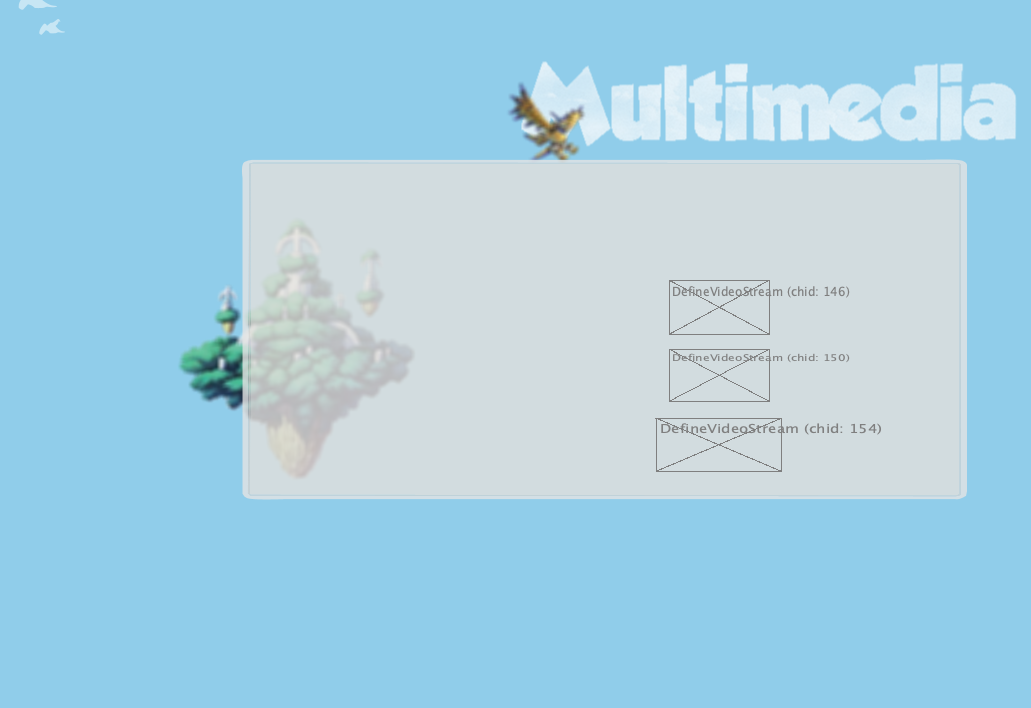 Multimedia
DefineVideoStream (chid: 146)
DefineVideoStream (chid: 150)
DefineVideoStream (chid: 154)